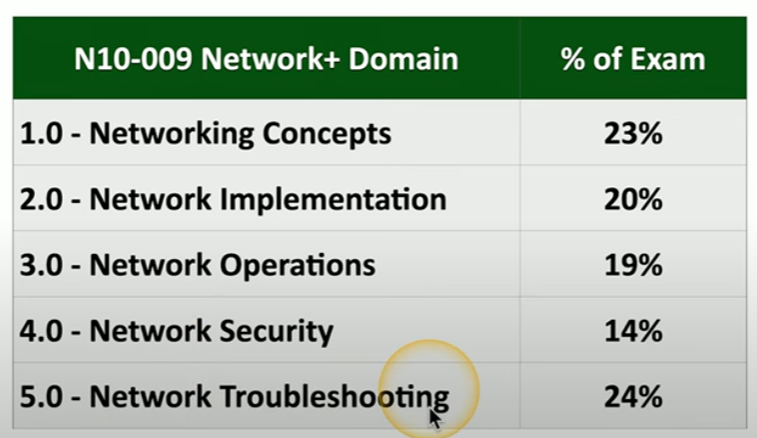 N10-009 Network+ Domain % of Exam
1.0 - Networking Concepts 23%
2.0 - Network Implementation 20%
3.0 - Network Operations 19%
4.0 - Network Security 14%
5.0 - Network Troubleshooting 24%